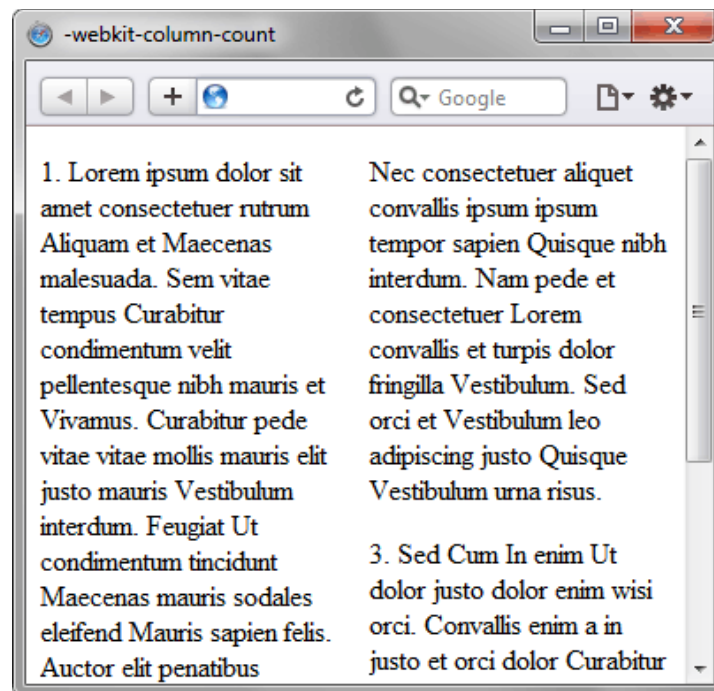 -webkit-column-count
Google
1. Lorem ipsum dolor sit
amet consectetuer rutrum
Aliquam et Maecenas
malesuada. Sem vitae
tempus Curabitur
condimentum velit
pellentesque nibh mauris et
Vivamus. Curabitur pede
vitae vitae mollis mauris elit
justo mauris Vestibulum
interdum. Feugiat Ut
condimentum tincidunt
Maecenas mauris sodales
eleifend Mauris sapien felis.
Auctor elit penatibus
Nec consectetuer aliquet
convallis ipsum ipsum
tempor sapien Quisque nibh
interdum. Nam pede et
consectetuer Lorem
convallis et turpis dolor
fringilla Vestibulum. Sed
orci et Vestibulum leo
adipiscing justo Quisque
Vestibulum urna risus.
3. Sed Cum In enim Ut
dolor justo dolor enim wisi
orci. Convallis enim a in
justo et orci dolor Curabitur